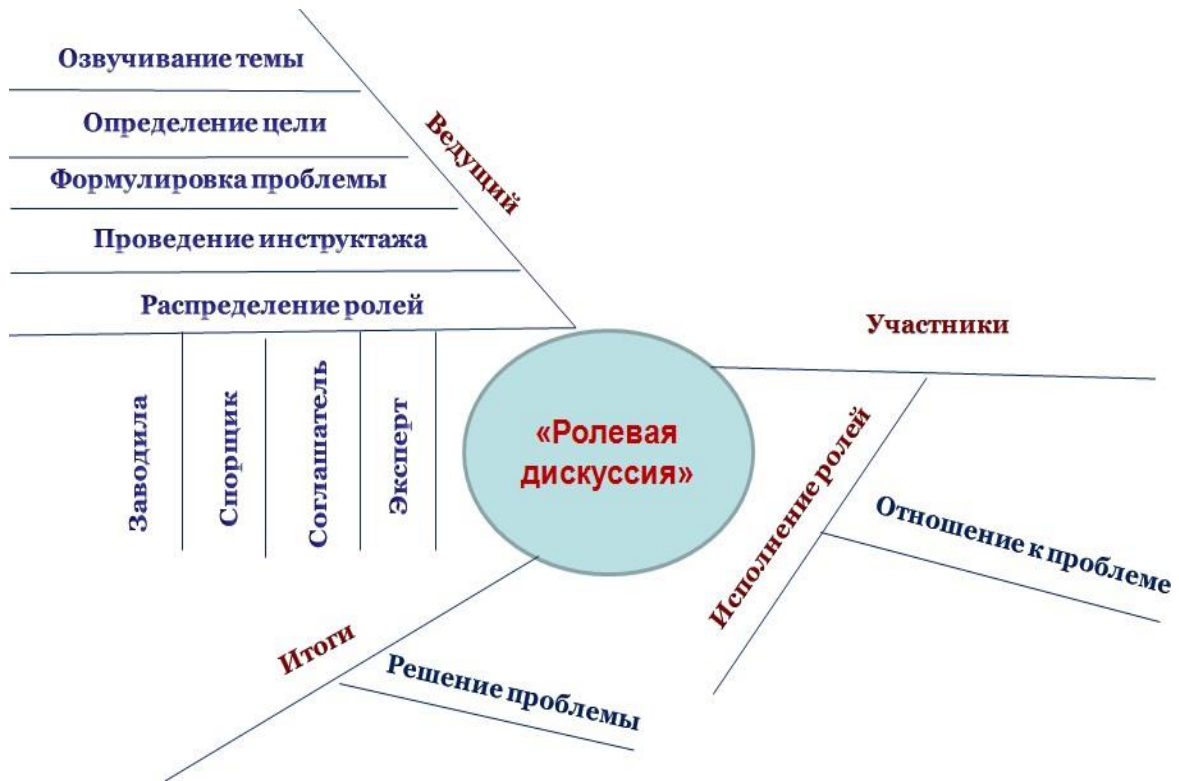 Озвучивание темы
Определение цели
Формулировка проблемы
Проведение инструктажа
Распределение ролей
Ведущий
Заводила
Спорщик
Соглашатель
Эксперт
«Ролевая
дискуссия»
Участники
Исполнение ролей
Отношение к проблеме
Итоги
Решение проблемы